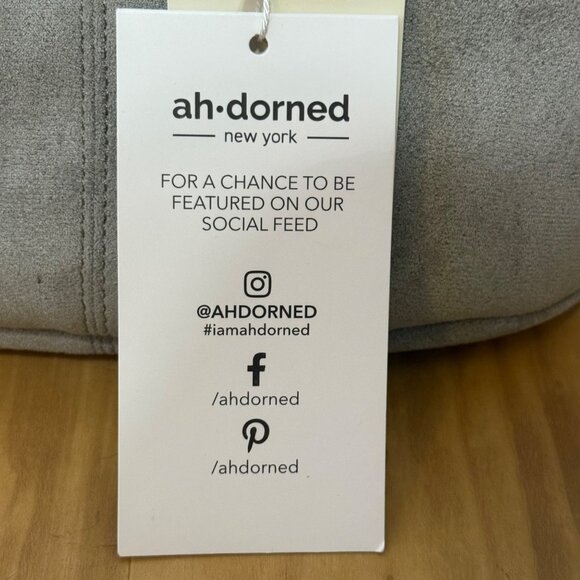 ah·dorned
new york
FOR A CHANCE TO BE
FEATURED ON OUR
SOCIAL FEED
@AHDORNED
#iamahdorned
/ahdorned
/ahdorned